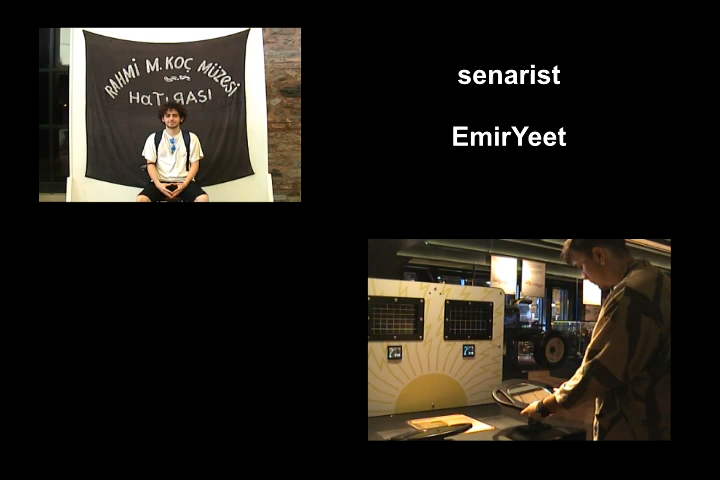 RAHMİ M. KOÇ MÜZESİ
HaTıRASI
senarist
EmirYeet